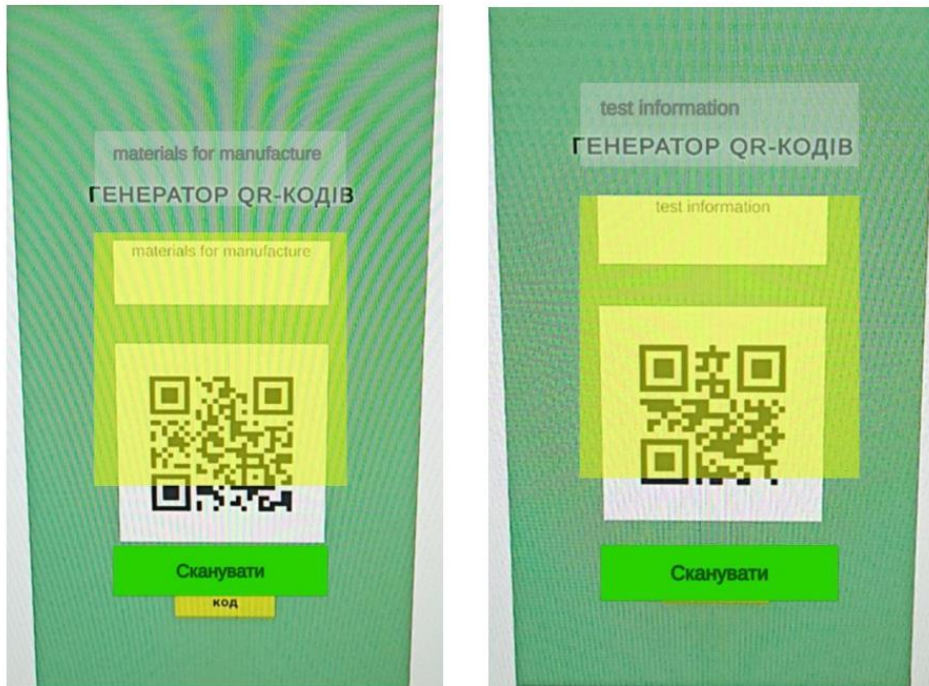 materials for manufacture
ГЕНЕРАТОР QR-КОДІВ
materials for manufacture
Сканувати
код
test information
ГЕНЕРАТОР QR-КОДІВ
test information
Сканувати